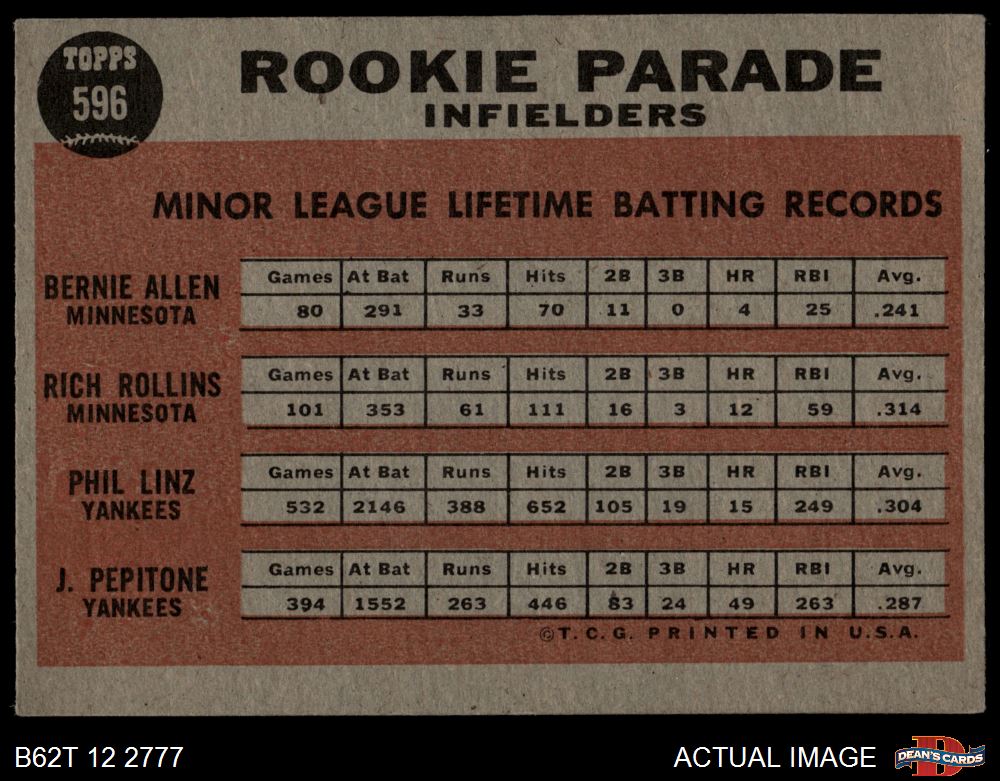 TOPPS
596
ROOKIE PARADE
INFIELDERS
MINOR LEAGUE LIFETIME BATTING RECORDS
BERNIE ALLEN
MINNESOTA
Games At Bat Runs Hits 2B 3B HR RBI Avg.
80 291 33 70 11 0 4 25 .241
RICH ROLLINS
MINNESOTA
Games At Bat Runs Hits 2B 3B HR RBI Avg.
101 353 61 111 16 3 12 59 .314
PHIL LINZ
YANKEES
Games At Bat Runs Hits 2B 3B HR RBI Avg.
532 2146 388 652 105 19 15 249 .304
J. PEPITONE
YANKEES
Games At Bat Runs Hits 2B 3B HR RBI Avg.
394 1552 263 446 83 24 49 263 .287
©T.C.G. PRINTED IN U.S.A.
B62T 12 2777
ACTUAL IMAGE
D
DEAN'S CARDS